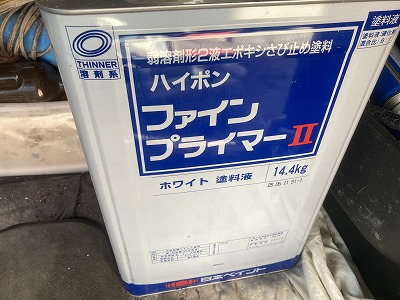 THINNER
溶剤系
塗料液
弱溶剤形2液エポキシさび止め塗料
ハイポン
ファイン
プライマーII
ホワイト 塗料液
14.4kg
日本ペイント